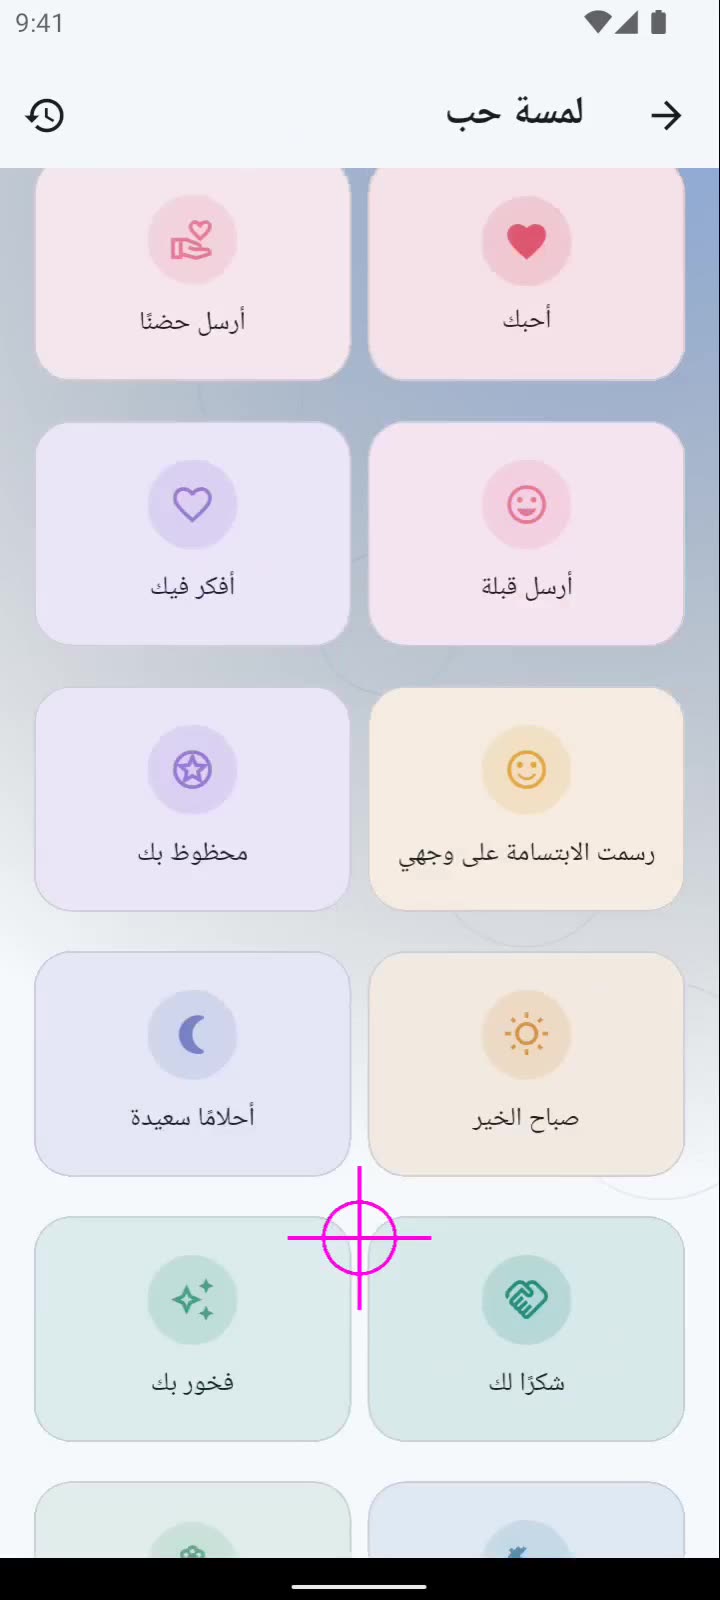 9:41
لمسة حب
أحبك
أرسل حضنًا
أرسل قبلة
أفكر فيك
رسمت الابتسامة على وجهي
محظوظ بك
صباح الخير
أحلامًا سعيدة
شكرًا لك
فخور بك